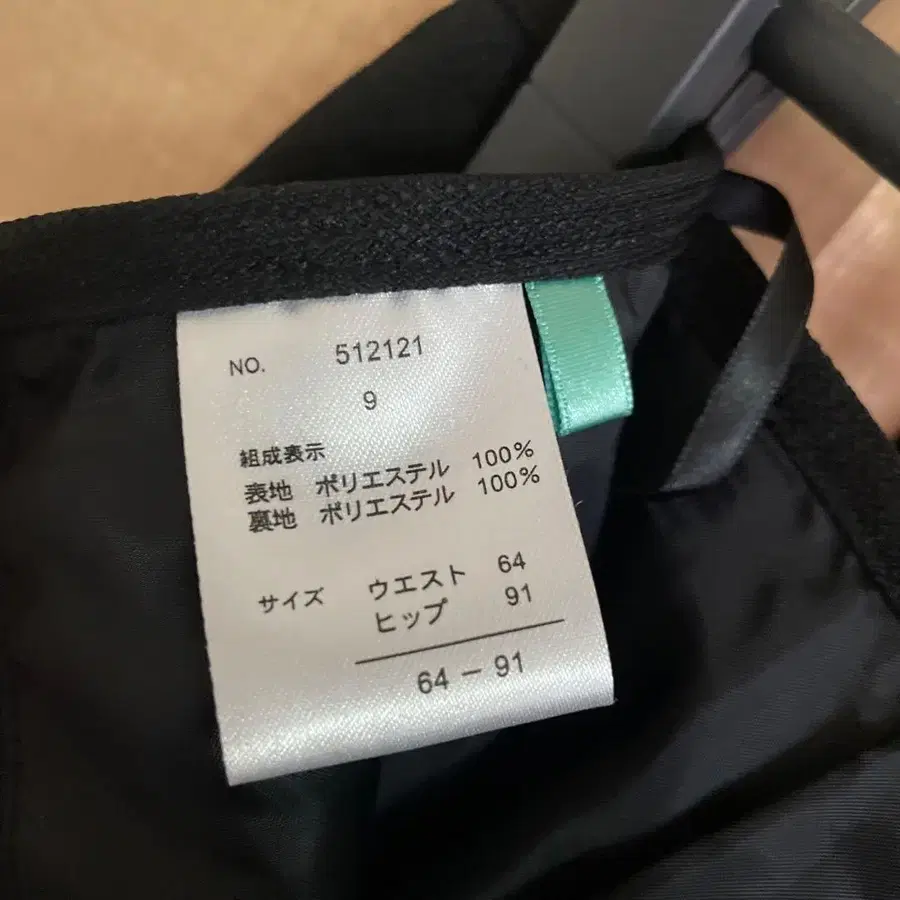 NO. 512121
9
組成表示
表地 ポリエステル 100%
裏地 ポリエステル 100%
サイズ ウエスト 64
ヒップ 91
64 − 91